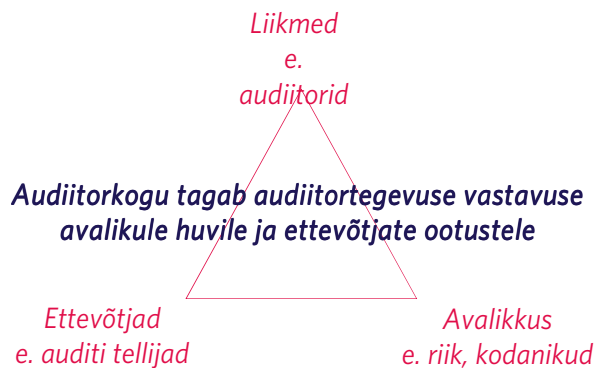 Liikmed
e.
audiitorid
Audiitorkogu tagab audiitortegevuse vastavuse
avalikule huvile ja ettevõtjate ootustele
Ettevõtjad
e. auditi tellijad
Avalikkus
e. riik, kodanikud